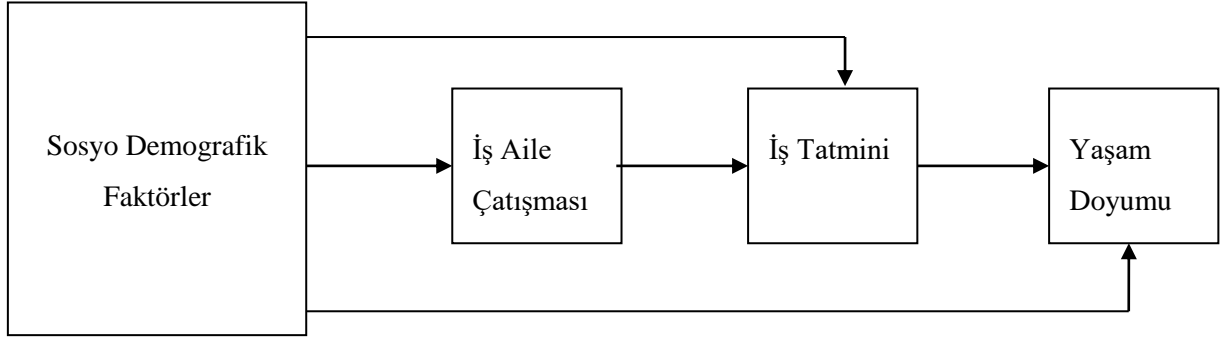 Sosyo Demografik
Faktörler
İş Aile
Çatışması
İş Tatmini
Yaşam
Doyumu